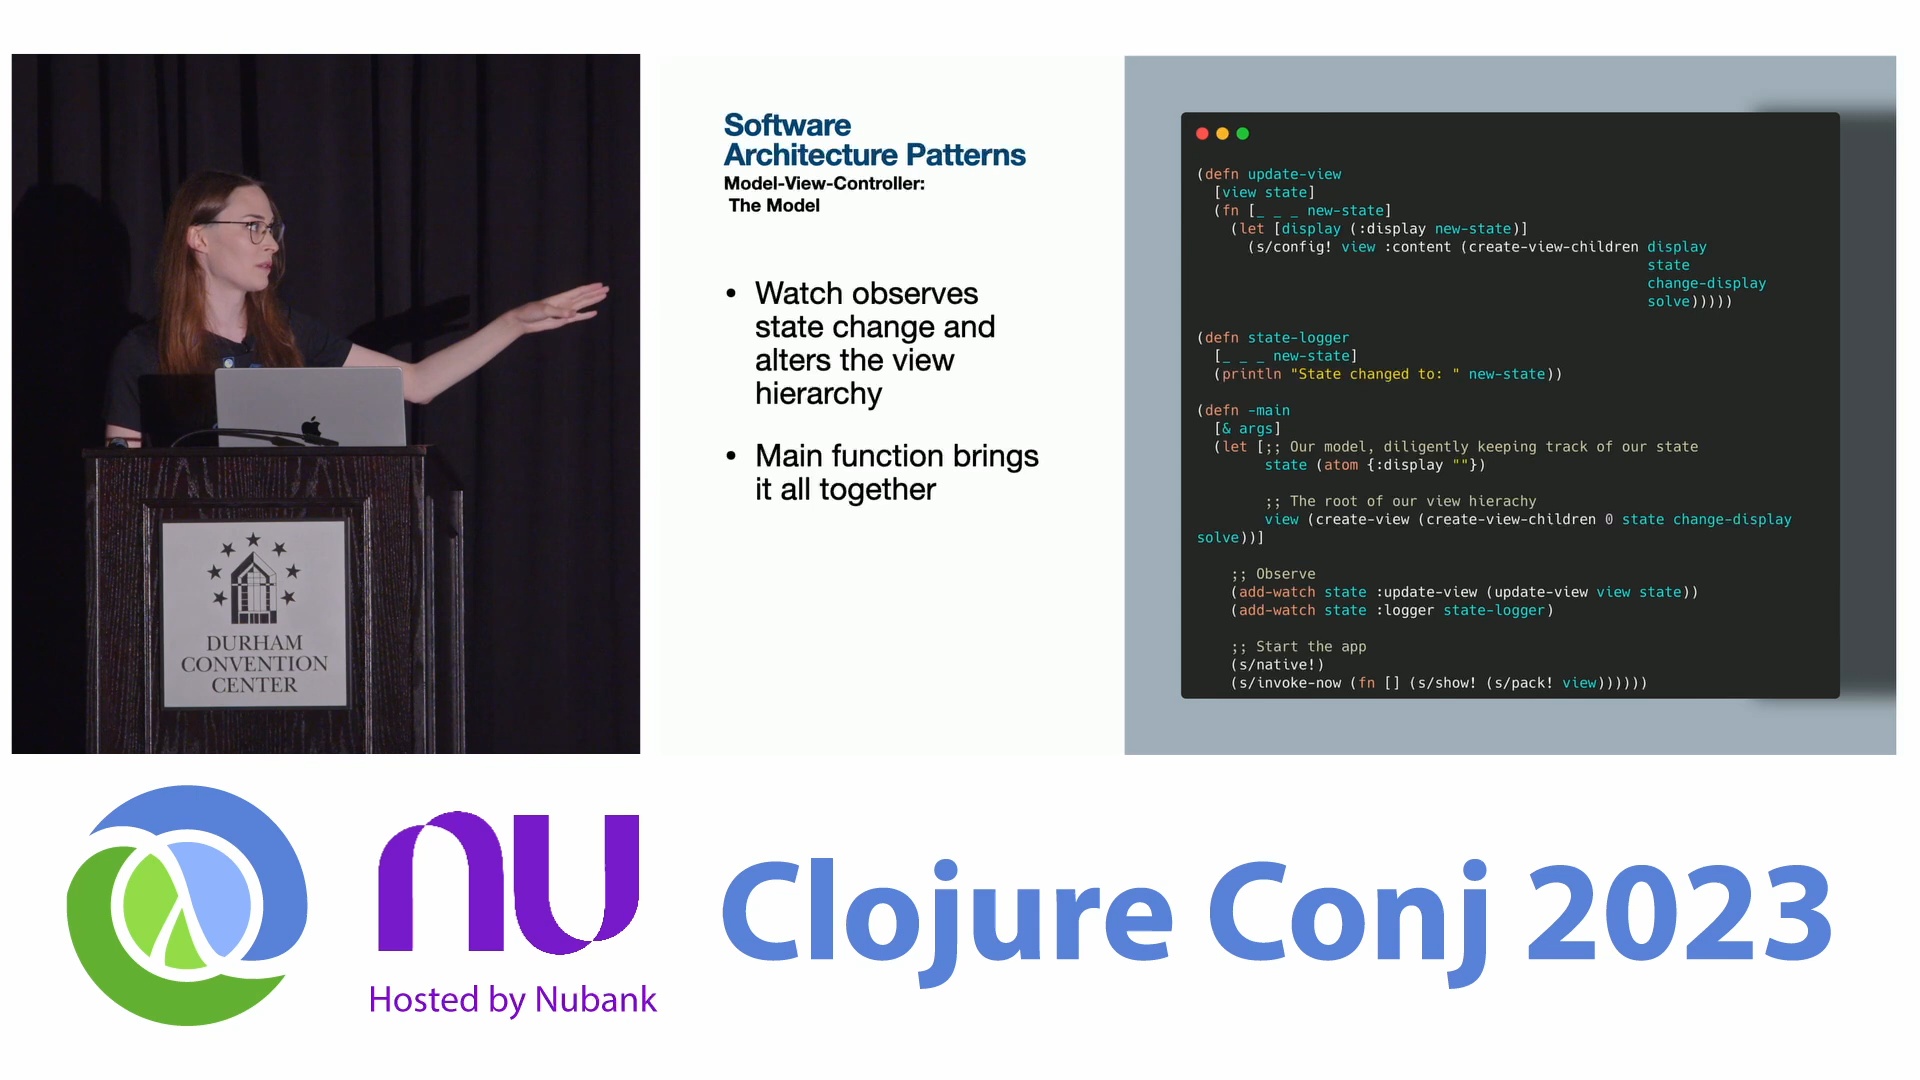 Software
Architecture Patterns
Model-View-Controller:
The Model
• Watch observes
state change and
alters the view
hierarchy
• Main function brings
it all together
(defn update-view
  [view state]
  (fn [_ _ _ new-state]
    (let [display (:display new-state)]
      (s/config! view :content (create-view-children display
                                                     state
                                                     change-display
                                                     solve)))))
(defn state-logger
  [_ _ _ new-state]
  (println "State changed to: " new-state))
(defn -main
  [& args]
  (let [;; Our model, diligently keeping track of our state
        state (atom {:display ""})
        ;; The root of our view hierachy
        view (create-view (create-view-children 0 state change-display
solve))]
    ;; Observe
    (add-watch state :update-view (update-view view state))
    (add-watch state :logger state-logger)
    ;; Start the app
    (s/native!)
    (s/invoke-now (fn [] (s/show! (s/pack! view))))))
DURHAM
CONVENTION
CENTER
nu
Hosted by Nubank
Clojure Conj 2023